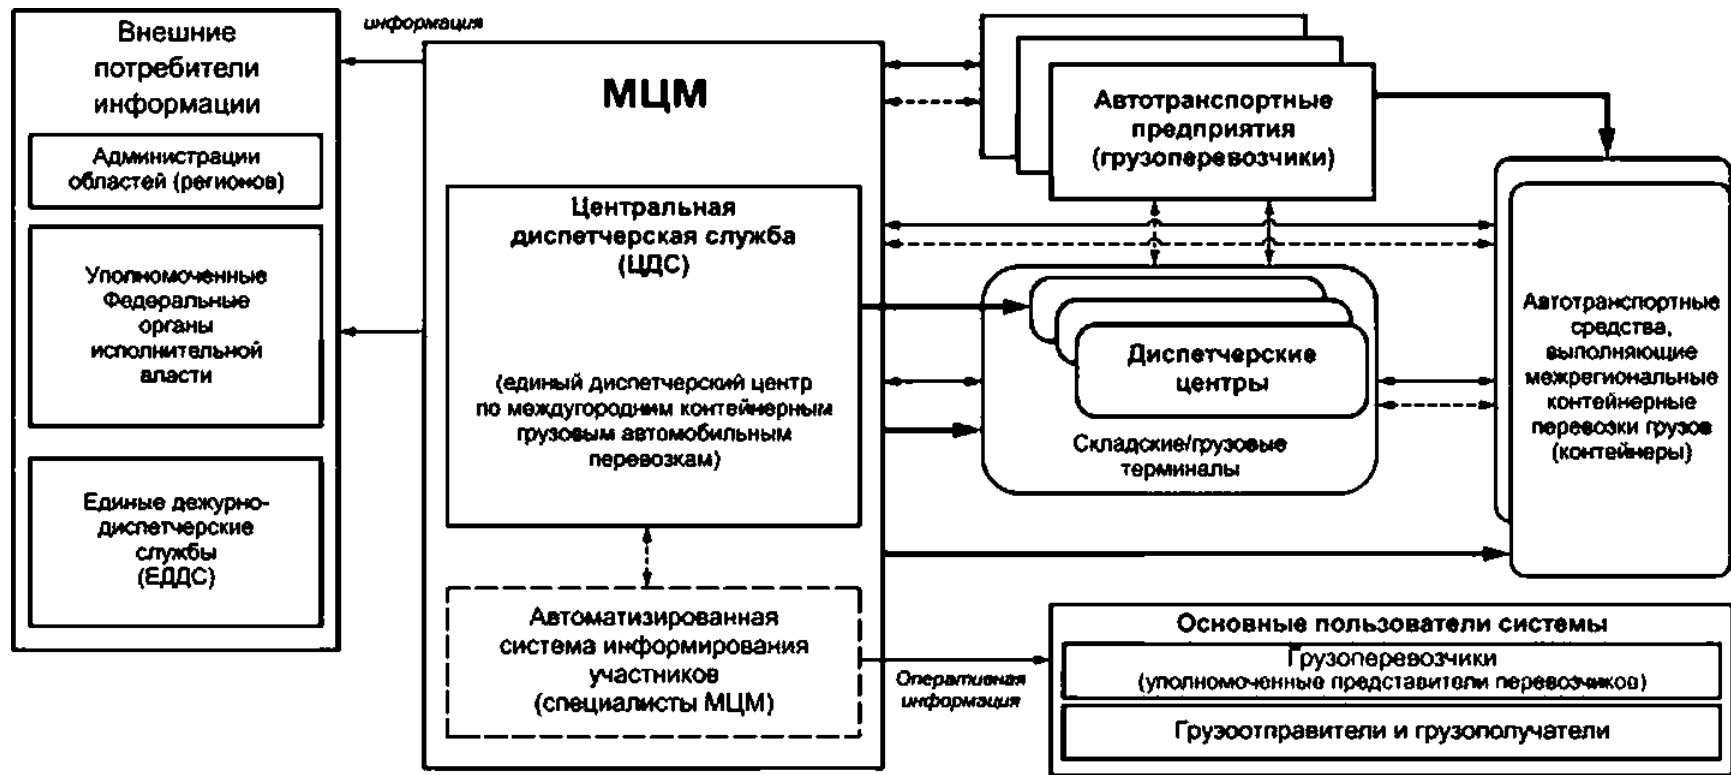 Внешние
потребители
информации
Администрации
областей (регионов)
Уполномоченные
Федеральные
органы
исполнительной
власти
Единые дежурно-
диспетчерские
службы
(ЕДДС)
информация
МЦМ
Центральная
диспетчерская служба
(ЦДС)
(единый диспетчерский центр
по междугородним контейнерным
грузовым автомобильным
перевозкам)
Автоматизированная
система информирования
участников
(специалисты МЦМ)
Автотранспортные
предприятия
(грузоперевозчики)
Диспетчерские
центры
Складские/грузовые
терминалы
Автотранспортные
средства,
выполняющие
межрегиональные
контейнерные
перевозки грузов
(контейнеры)
Оперативная
информация
Основные пользователи системы
Грузоперевозчики
(уполномоченные представители перевозчиков)
Грузоотправители и грузополучатели